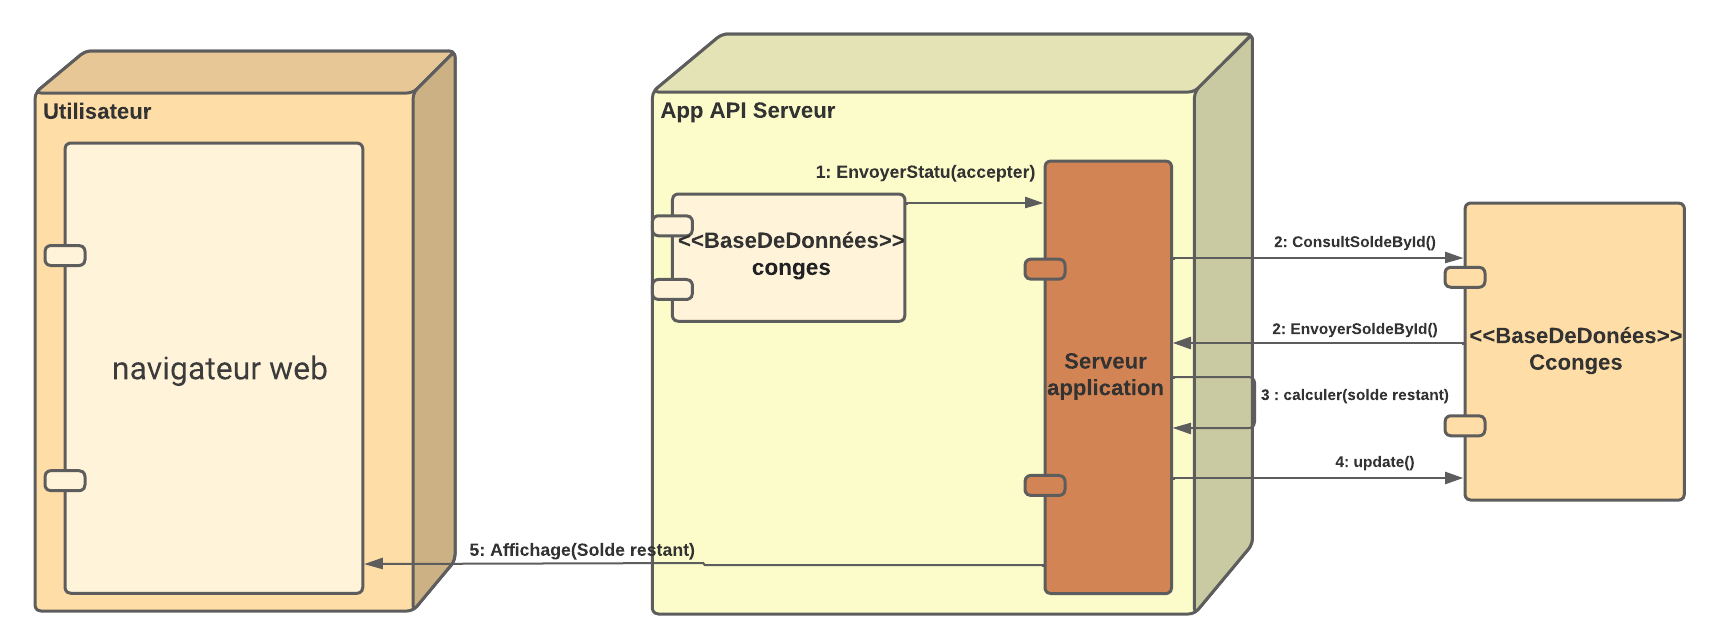 Utilisateur
navigateur web
App API Serveur
1: EnvoyerStatu(accepter)
<<BaseDeDonnées>>
conges
Serveur
application
2: ConsultSoldeById()
2: EnvoyerSoldeById()
3 : calculer(solde restant)
4: update()
<<BaseDeDonées>>
Cconges
5: Affichage(Solde restant)